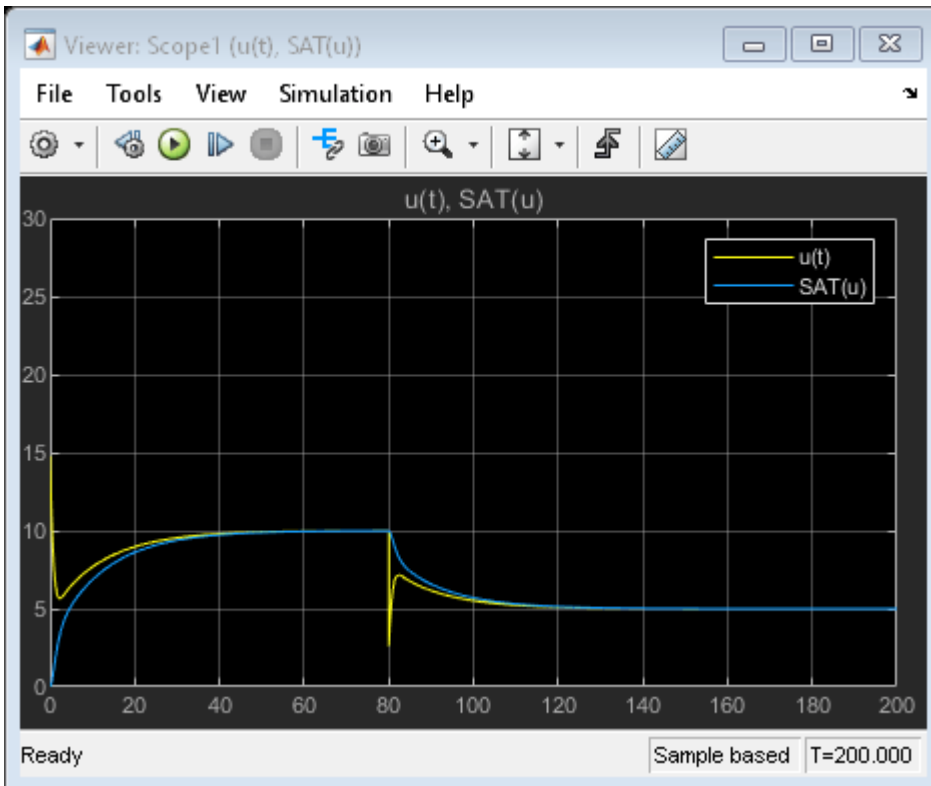 Viewer: Scope1 (u(t), SAT(u))
File Tools View Simulation Help
u(t), SAT(u)
30
u(t)
SAT(u)
25
20
15
10
5
0
0 20 40 60 80 100 120 140 160 180 200
Ready Sample based T=200.000